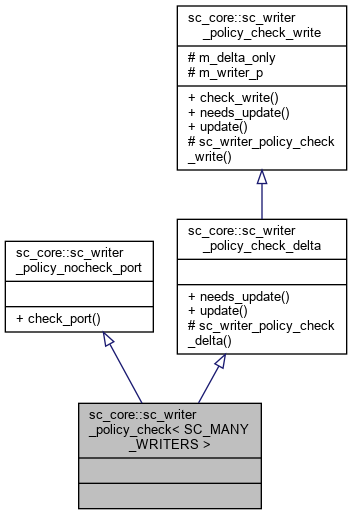 sc_core::sc_writer
_policy_check_write
# m_delta_only
# m_writer_p
+ check_write()
+ needs_update()
+ update()
# sc_writer_policy_check
_write()
sc_core::sc_writer
_policy_nocheck_port
+ check_port()
sc_core::sc_writer
_policy_check_delta
+ needs_update()
+ update()
# sc_writer_policy_check
_delta()
sc_core::sc_writer
_policy_check< SC_MANY
_WRITERS >